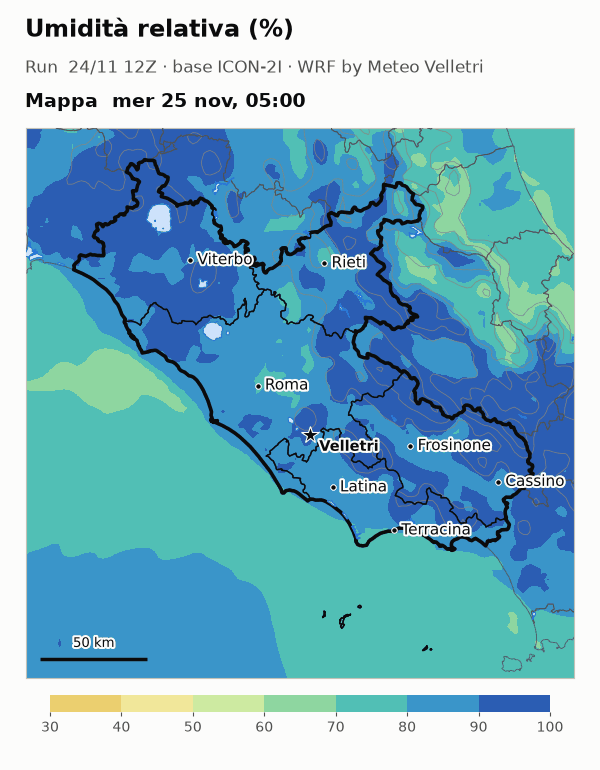 Umidità relativa (%)
Run  24/11 12Z · base ICON-2I · WRF by Meteo Velletri
Mappa  mer 25 nov, 05:00
Viterbo
Rieti
Roma
Velletri
Frosinone
Cassino
Latina
Terracina
50 km
30 40 50 60 70 80 90 100